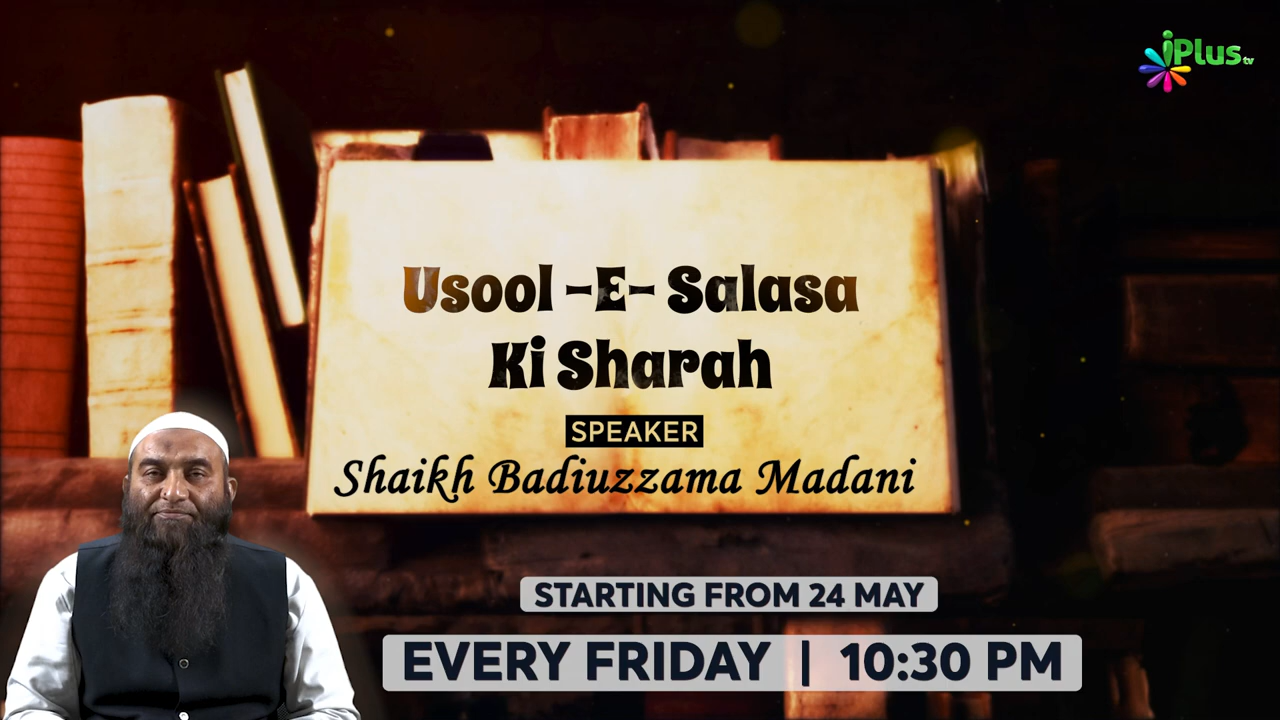 iPlus tv
Usool -E- Salasa
Ki Sharah
SPEAKER
Shaikh Badiuzzama Madani
STARTING FROM 24 MAY
EVERY FRIDAY | 10:30 PM